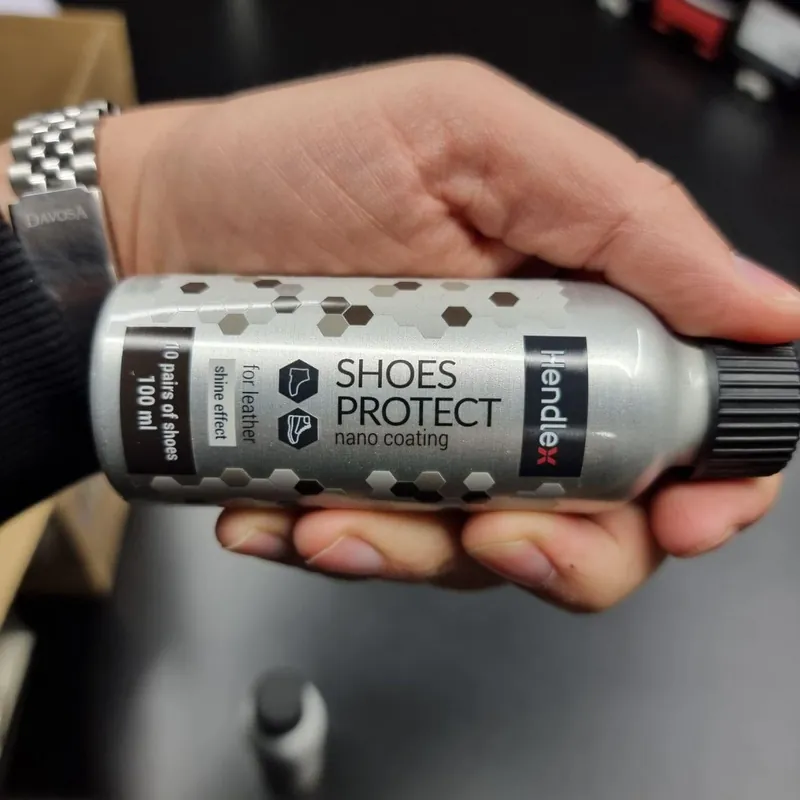 DAVOSA
Hendlex
SHOES
PROTECT
nano coating
for leather
shine effect
10 pairs of shoes
100 ml